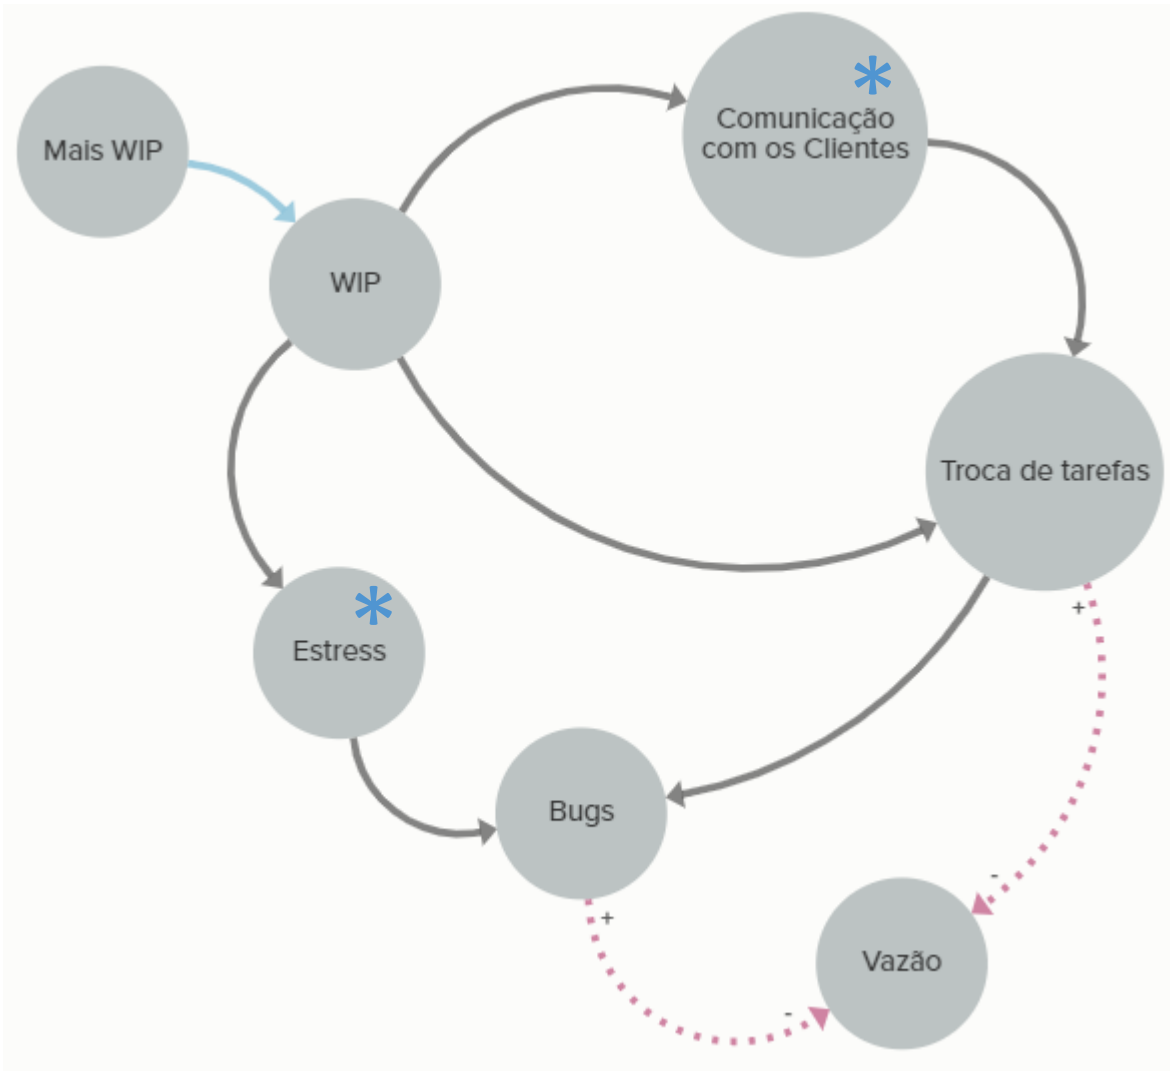 *
Comunicação
com os Clientes
Mais WIP
WIP
Troca de tarefas
+
*
Estress
Bugs
-
+
Vazão
-